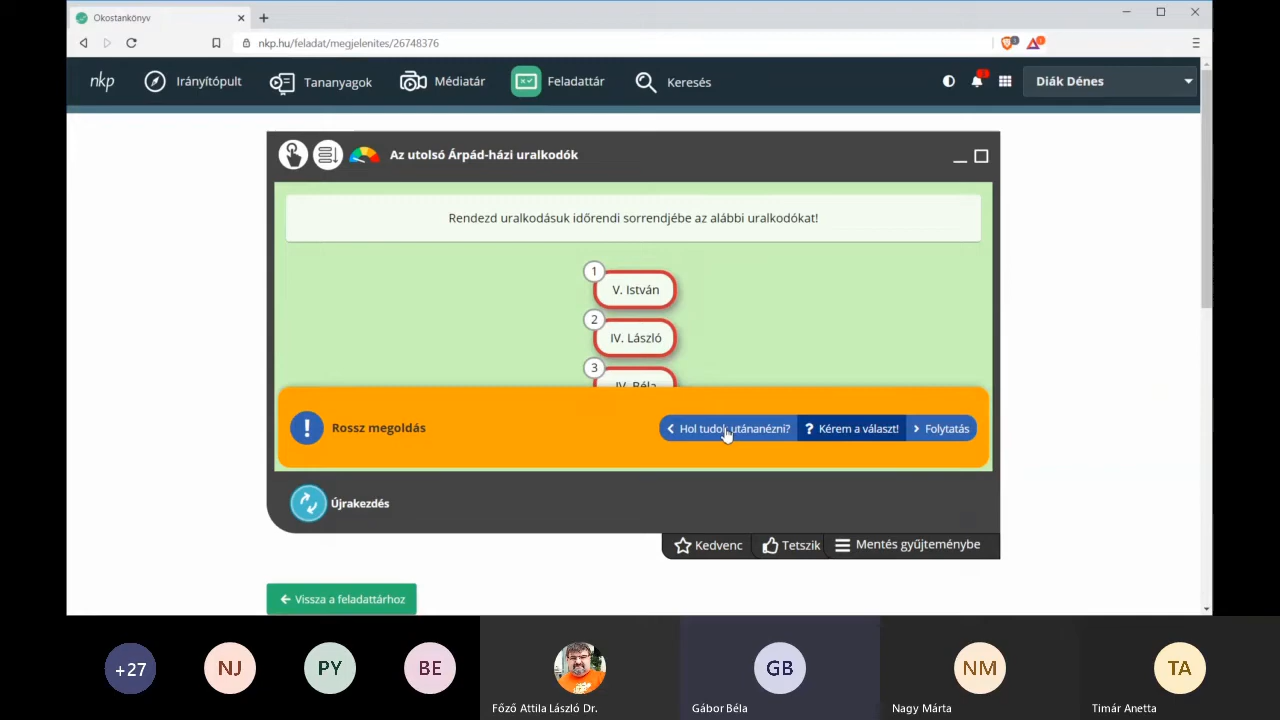 Okostankönyv
nkp.hu/feladat/megjelenites/26748376
nkp Irányítópult Tananyagok Médiatár Feladattár Keresés Diák Dénes
Az utolsó Árpád-házi uralkodók
Rendezd uralkodásuk időrendi sorrendjébe az alábbi uralkodókat!
1
V. István
2
IV. László
3
IV. Béla
Rossz megoldás
Hol tudok utánanézni? ? Kérem a választ! Folytatás
Újrakezdés
Kedvenc Tetszik Mentés gyűjteménybe
Vissza a feladattárhoz
+27 NJ PY BE GB NM TA
Főző Attila László Dr. Gábor Béla Nagy Márta Timár Anetta